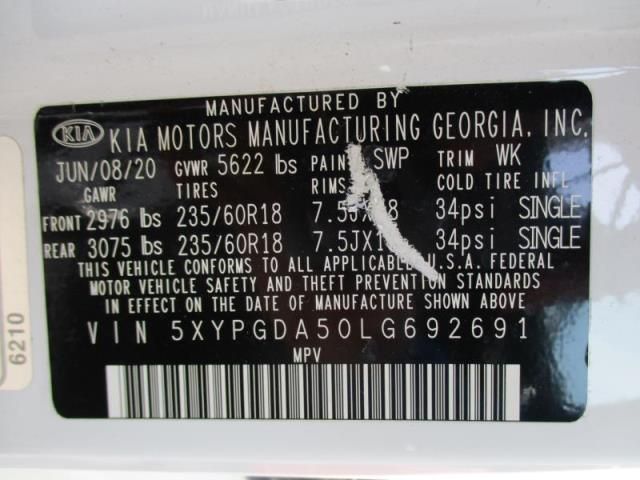 MANUFACTURED BY
KIA KIA MOTORS MANUFACTURING GEORGIA, INC.
JUN/08/20 GVWR 5622 lbs PAINT SWP TRIM WK
GAWR TIRES RIMS COLD TIRE INFL
FRONT 2976 lbs 235/60R18 34psi SINGLE
REAR 3075 lbs 235/60R18 34psi SINGLE
THIS VEHICLE CONFORMS TO ALL APPLICABLE U.S.A. FEDERAL
MOTOR VEHICLE SAFETY AND THEFT PREVENTION STANDARDS
IN EFFECT ON THE DATE OF MANUFACTURE SHOWN ABOVE
VIN 5XYPGDA50LG692691
MPV
6210